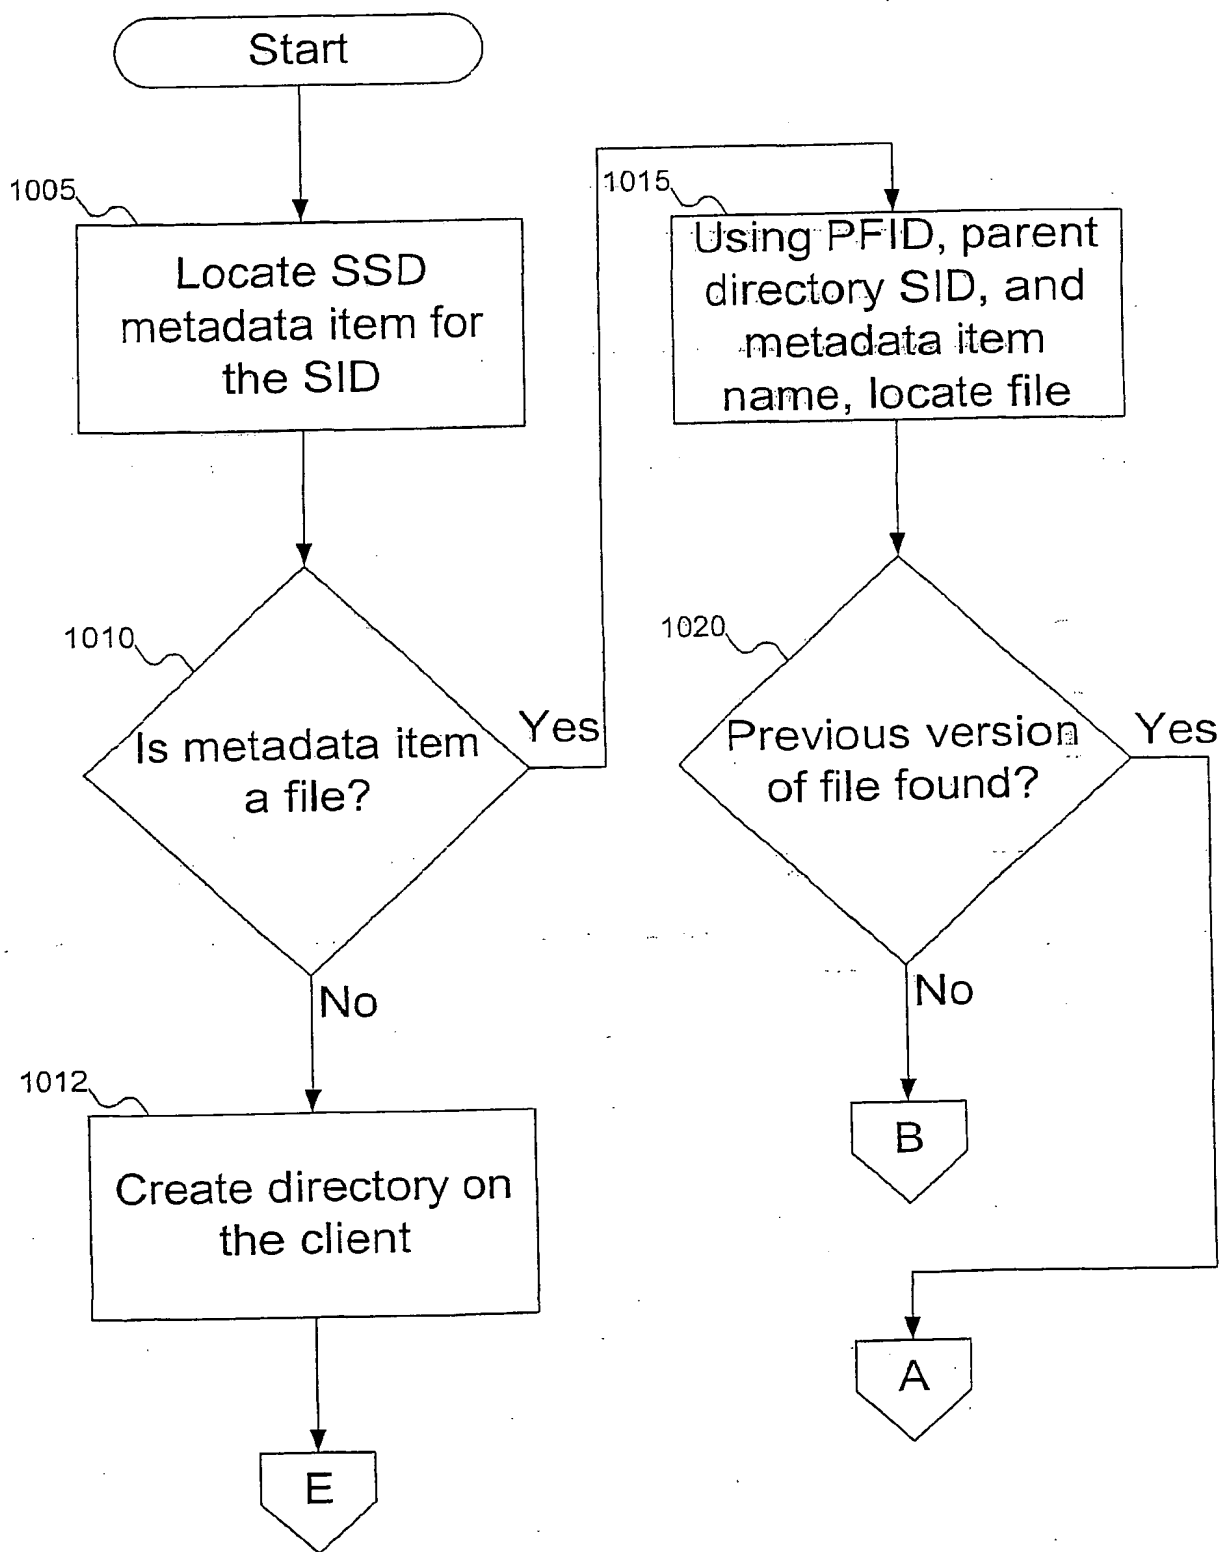 Start
1005
Locate SSD
metadata item for
the SID
1010
Is metadata item
a file?
Yes
No
1012
Create directory on
the client
E
1015
Using PFID, parent
directory SID, and
metadata item
name, locate file
1020
Previous version
of file found?
Yes
No
B
A